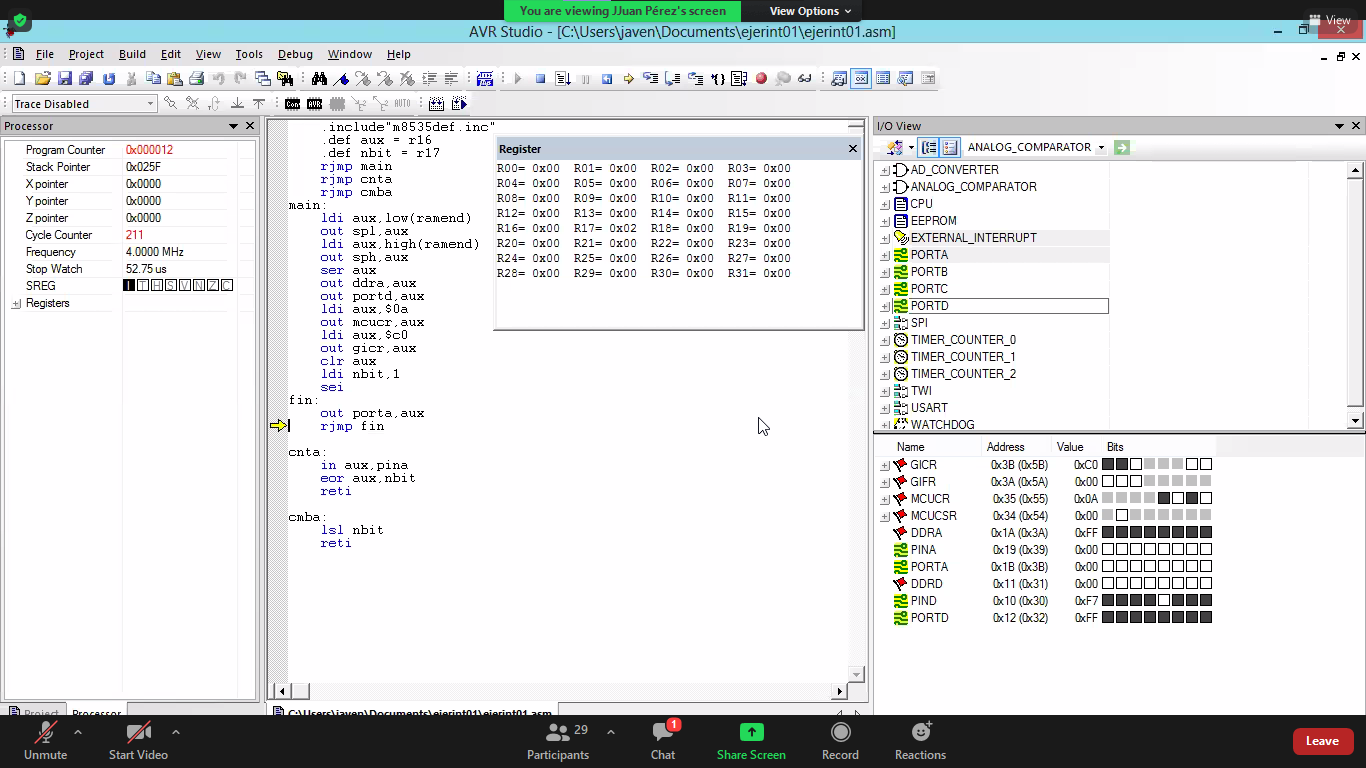 You are viewing JJuan Pérez's screen
View Options
View
AVR Studio - [C:\Users\javen\Documents\ejerint01\ejerint01.asm]
File Project Build Edit View Tools Debug Window Help
Trace Disabled
Con AVR AUTO
Processor
Program Counter 0x000012
Stack Pointer 0x025F
X pointer 0x0000
Y pointer 0x0000
Z pointer 0x0000
Cycle Counter 211
Frequency 4.0000 MHz
Stop Watch 52.75 us
SREG I T H S V N Z C
Registers
Project Processor
.include"m8535def.inc"
.def aux = r16
.def nbit = r17
rjmp main
rjmp cnta
rjmp cmba
main:
ldi aux,low(ramend)
out spl,aux
ldi aux,high(ramend)
out sph,aux
ser aux
out ddra,aux
out portd,aux
ldi aux,$0a
out mcucr,aux
ldi aux,$c0
out gicr,aux
clr aux
ldi nbit,1
sei
fin:
out porta,aux
rjmp fin
cnta:
in aux,pina
eor aux,nbit
reti
cmba:
lsl nbit
reti
C:\Users\javen\Documents\ejerint01\ejerint01.asm
Register
R00= 0x00 R01= 0x00 R02= 0x00 R03= 0x00
R04= 0x00 R05= 0x00 R06= 0x00 R07= 0x00
R08= 0x00 R09= 0x00 R10= 0x00 R11= 0x00
R12= 0x00 R13= 0x00 R14= 0x00 R15= 0x00
R16= 0x00 R17= 0x02 R18= 0x00 R19= 0x00
R20= 0x00 R21= 0x00 R22= 0x00 R23= 0x00
R24= 0x00 R25= 0x00 R26= 0x00 R27= 0x00
R28= 0x00 R29= 0x00 R30= 0x00 R31= 0x00
I/O View
ANALOG_COMPARATOR
AD_CONVERTER
ANALOG_COMPARATOR
CPU
EEPROM
EXTERNAL_INTERRUPT
PORTA
PORTB
PORTC
PORTD
SPI
TIMER_COUNTER_0
TIMER_COUNTER_1
TIMER_COUNTER_2
TWI
USART
WATCHDOG
Name Address Value Bits
GICR 0x3B (0x5B) 0xC0
GIFR 0x3A (0x5A) 0x00
MCUCR 0x35 (0x55) 0x0A
MCUCSR 0x34 (0x54) 0x00
DDRA 0x1A (0x3A) 0xFF
PINA 0x19 (0x39) 0x00
PORTA 0x1B (0x3B) 0x00
DDRD 0x11 (0x31) 0x00
PIND 0x10 (0x30) 0xF7
PORTD 0x12 (0x32) 0xFF
Unmute
Start Video
29
Participants
1
Chat
Share Screen
Record
Reactions
Leave